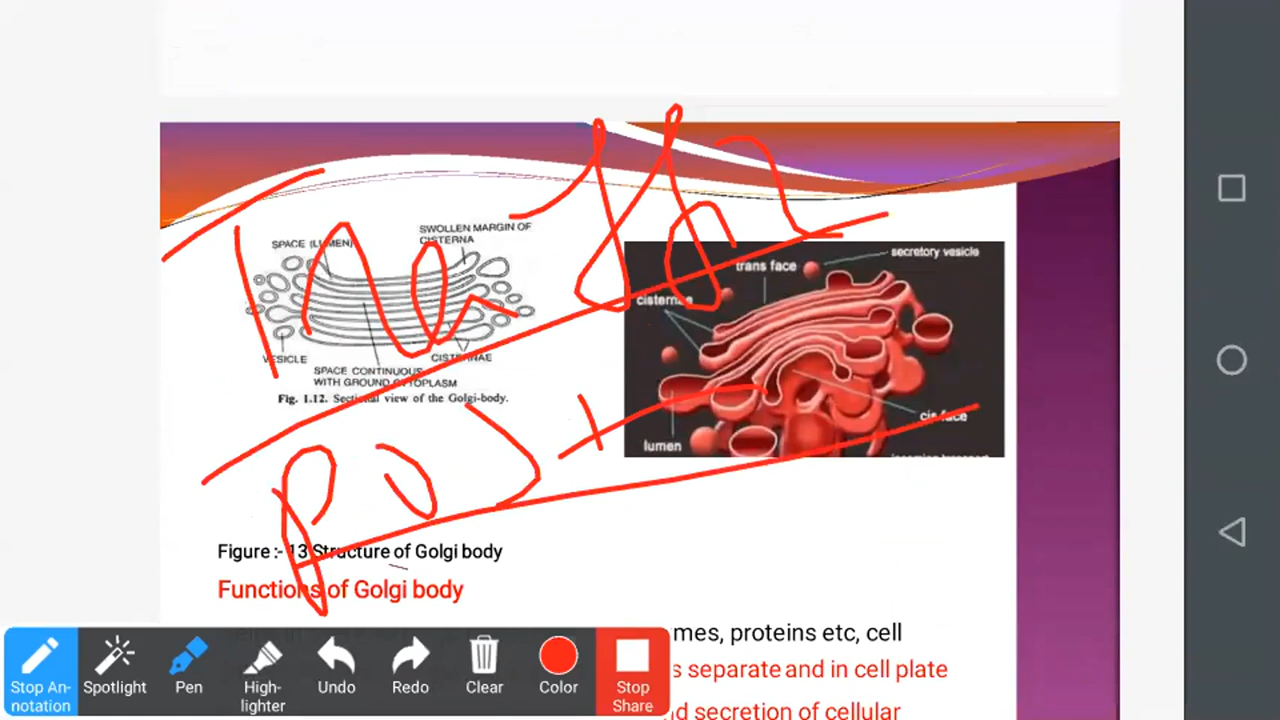 SPACE (LUMEN)
SWOLLEN MARGIN OF
CISTERNA
VESICLE
CISTERNAE
SPACE CONTINUOUS
WITH GROUND CYTOPLASM
Fig. 1.12. Sectional view of the Golgi-body.
secretory vesicle
trans face
cisternae
cis face
lumen
Figure :- 13 Structure of Golgi body
Functions of Golgi body
mes, proteins etc, cell
s separate and in cell plate
nd secretion of cellular
Stop An-
notation
Spotlight
Pen
High-
lighter
Undo
Redo
Clear
Color
Stop
Share